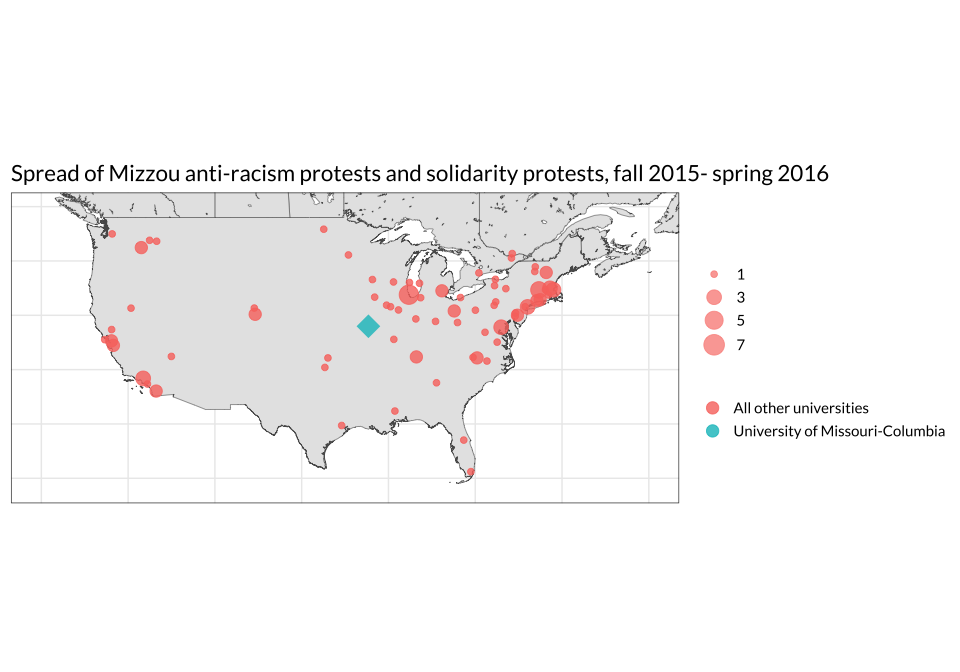 Spread of Mizzou anti-racism protests and solidarity protests, fall 2015- spring 2016
1
3
5
7
All other universities
University of Missouri-Columbia